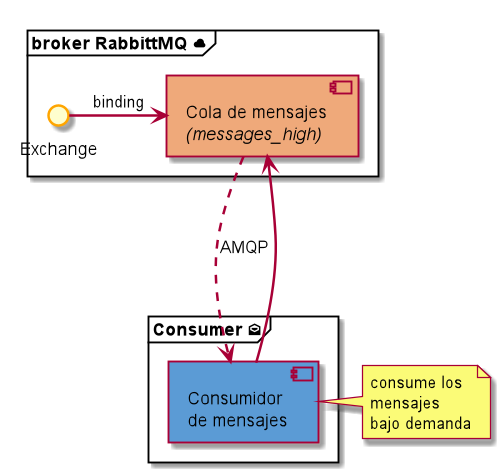 broker RabbittMQ
binding
Cola de mensajes
(messages_high)
Exchange
AMQP
Consumer
Consumidor
de mensajes
consume los
mensajes
bajo demanda